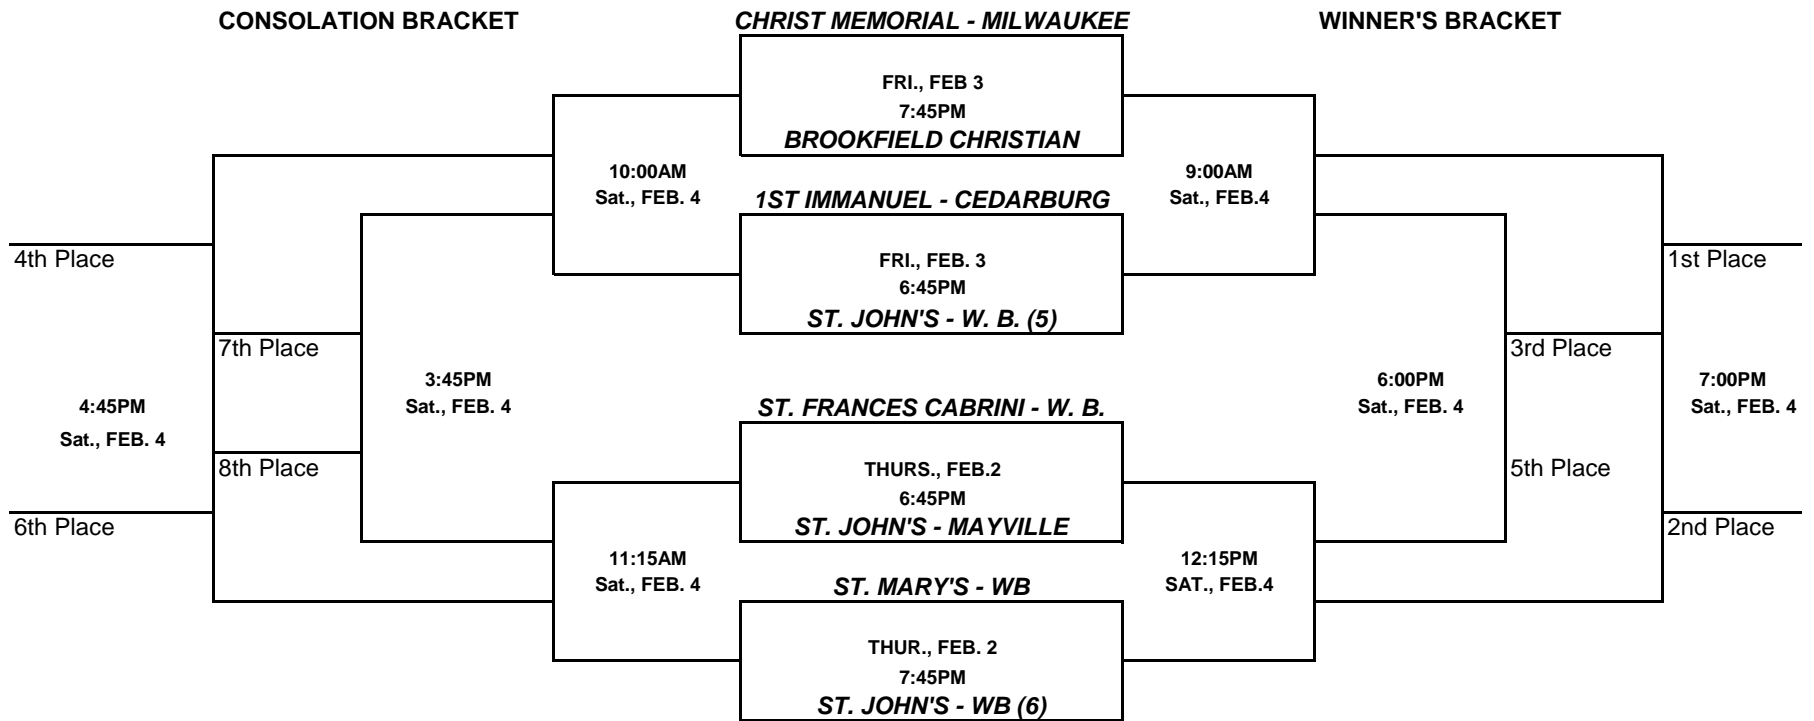 CONSOLATION BRACKET
CHRIST MEMORIAL - MILWAUKEE
WINNER'S BRACKET
FRI., FEB 3
7:45PM
BROOKFIELD CHRISTIAN
10:00AM
Sat., FEB. 4
9:00AM
Sat., FEB.4
1ST IMMANUEL - CEDARBURG
4th Place
FRI., FEB. 3
6:45PM
1st Place
ST. JOHN'S - W. B. (5)
7th Place
3rd Place
3:45PM
Sat., FEB. 4
6:00PM
Sat., FEB. 4
7:00PM
Sat., FEB. 4
4:45PM
Sat., FEB. 4
ST. FRANCES CABRINI - W. B.
8th Place
THURS., FEB.2
6:45PM
5th Place
6th Place
ST. JOHN'S - MAYVILLE
2nd Place
11:15AM
Sat., FEB. 4
12:15PM
SAT., FEB.4
ST. MARY'S - WB
THUR., FEB. 2
7:45PM
ST. JOHN'S - WB (6)